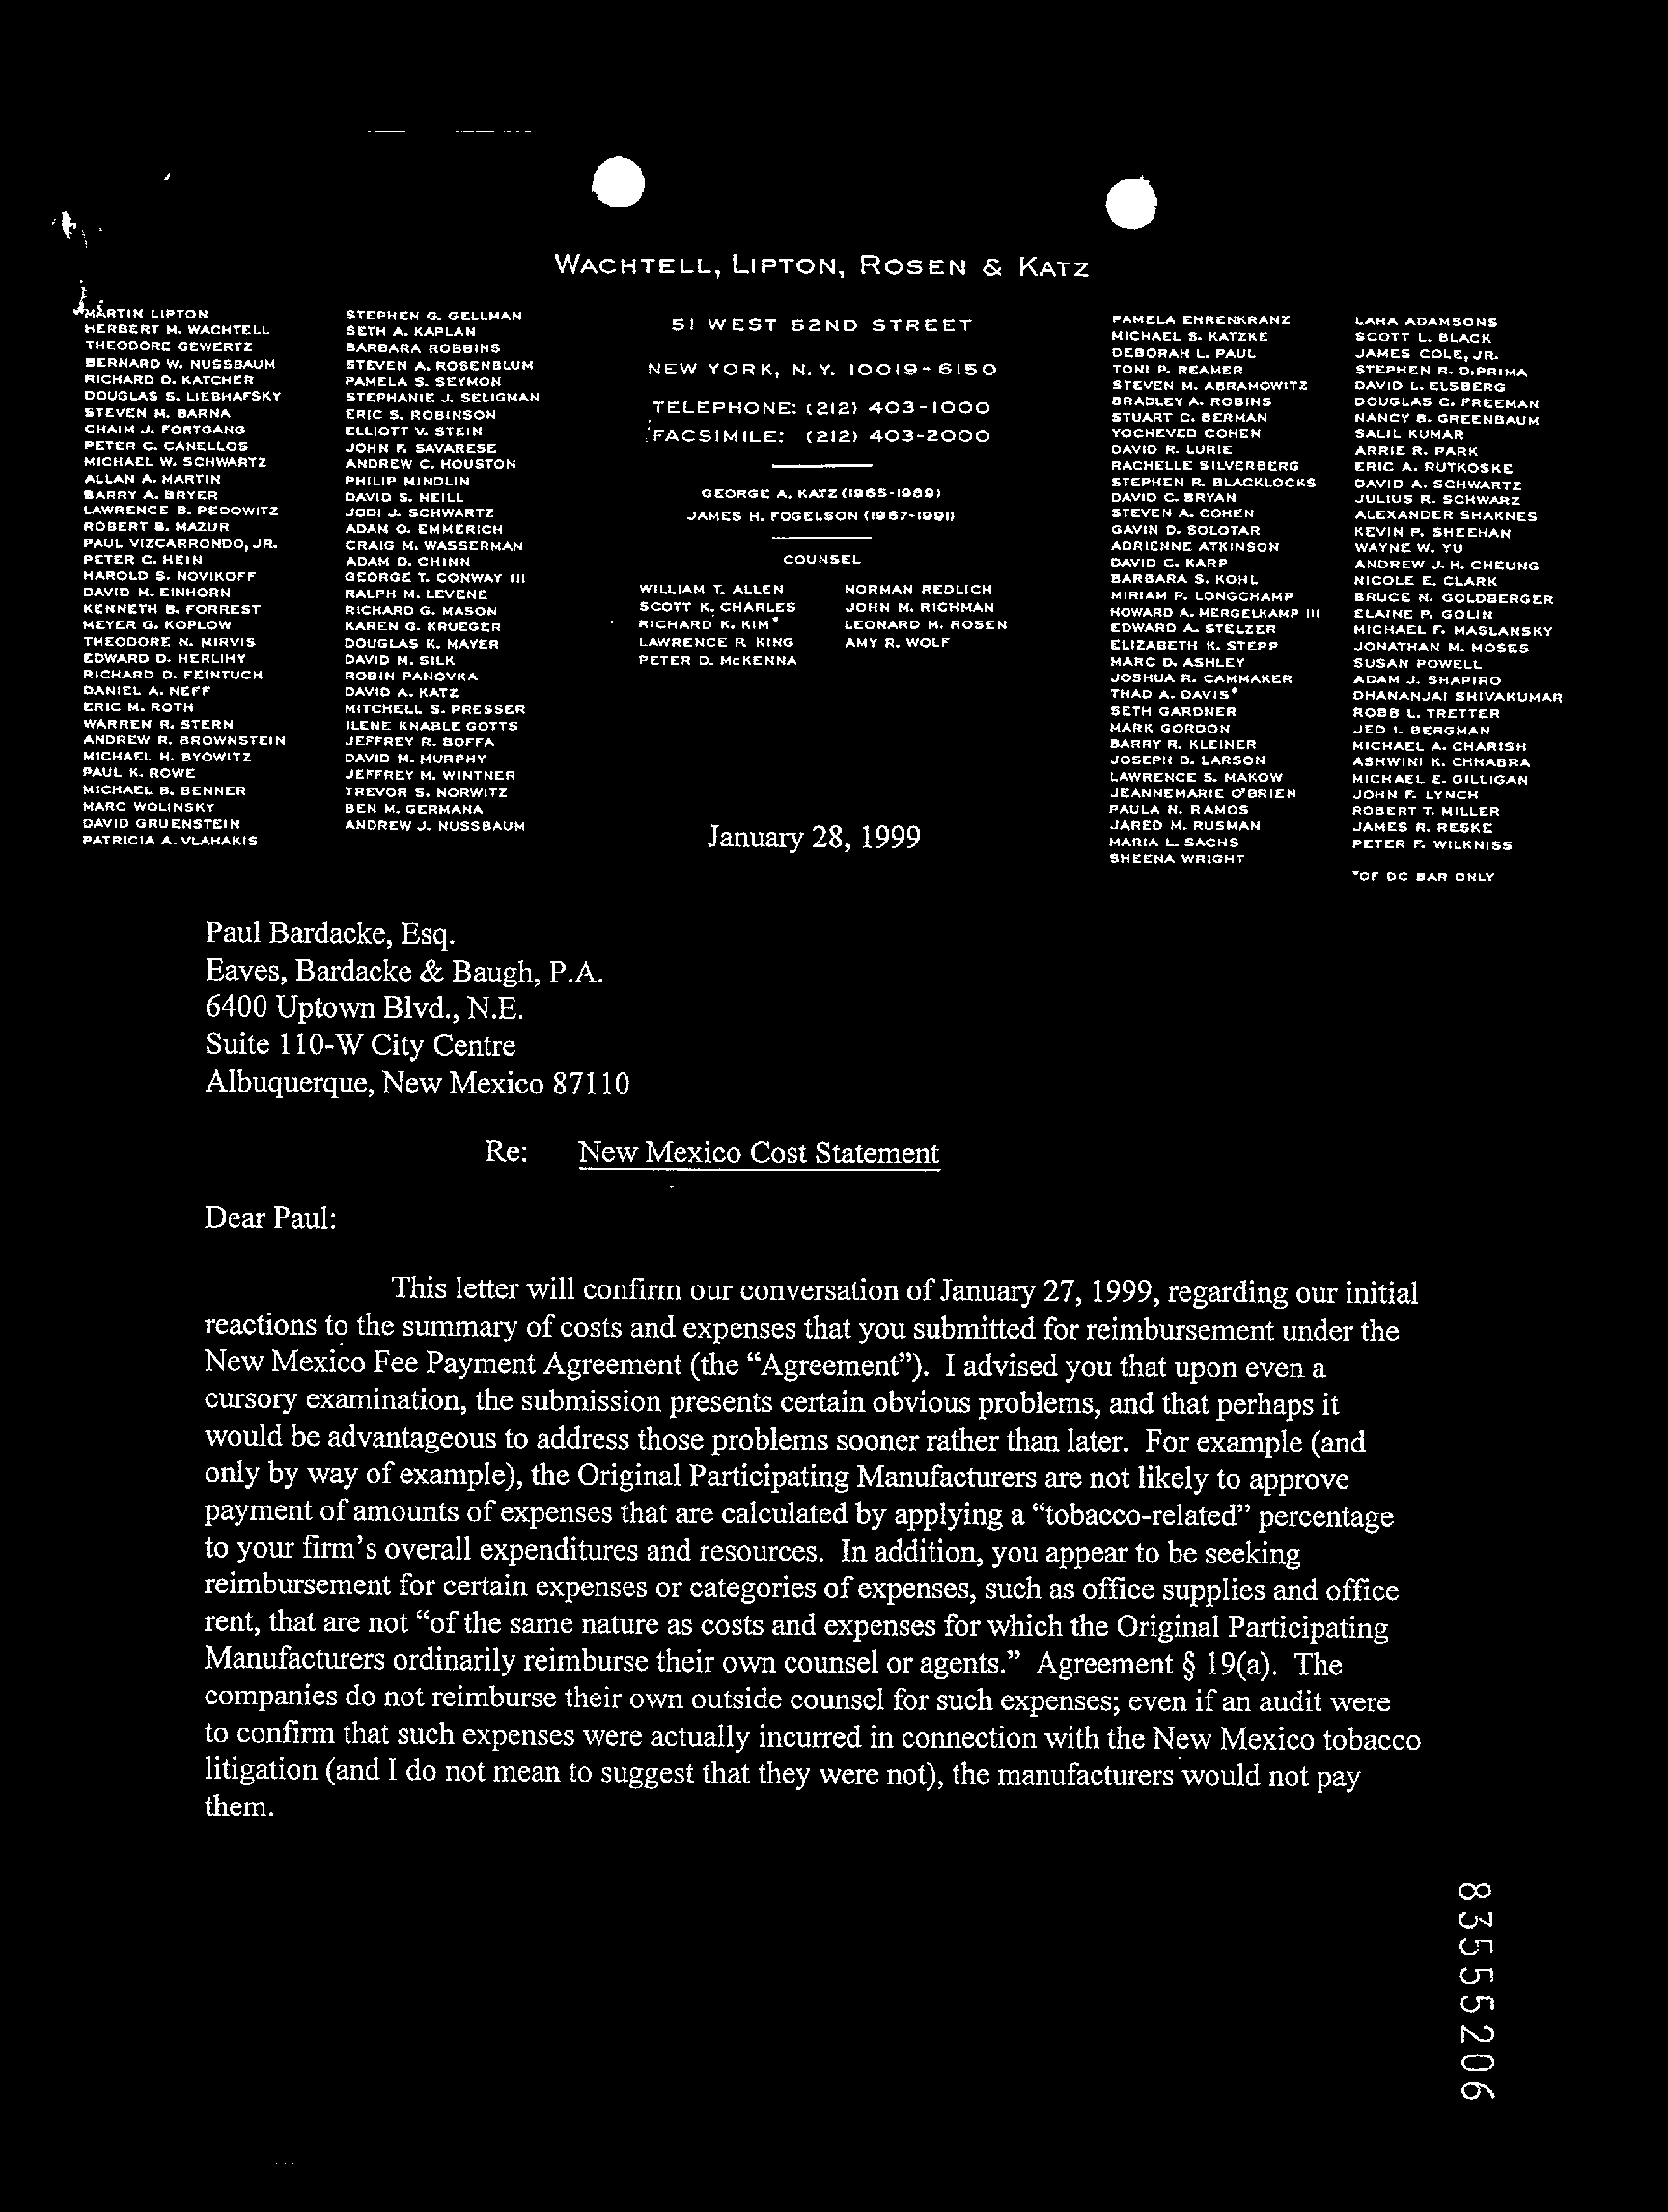 WACHTELL, LIPTON, ROSEN & KATZ
MARTIN LIPTON
HERBERT M. WACHTELL
THEODORE GEWERTZ
BERNARD W. NUSSBAUM
RICHARD D. KATCHER
DOUGLAS S. LIEBHAFSKY
STEVEN M. BARNA
CHAIM J. FORTGANG
PETER C. CANELLOS
MICHAEL W. SCHWARTZ
ALLAN A. MARTIN
BARRY A. BRYER
LAWRENCE B. PEDOWITZ
ROBERT B. MAZUR
PAUL VIZCARRONDO, JR.
PETER C. HEIN
HAROLD S. NOVIKOFF
DAVID M. EINHORN
KENNETH B. FORREST
MEYER G. KOPLOW
THEODORE N. MIRVIS
EDWARD D. HERLIHY
RICHARD D. FEINTUCH
DANIEL A. NEFF
ERIC M. ROTH
WARREN R. STERN
ANDREW R. BROWNSTEIN
MICHAEL H. BYOWITZ
PAUL K. ROWE
MICHAEL B. BENNER
MARC WOLINSKY
DAVID GRUENSTEIN
PATRICIA A. VLAHAKIS
STEPHEN G. GELLMAN
SETH A. KAPLAN
BARBARA ROBBINS
STEVEN A. ROSENBLUM
PAMELA S. SEYMON
STEPHANIE J. SELIGMAN
ERIC S. ROBINSON
ELLIOTT V. STEIN
JOHN F. SAVARESE
ANDREW C. HOUSTON
PHILIP MINDLIN
DAVID S. NEILL
JODI J. SCHWARTZ
ADAM O. EMMERICH
CRAIG M. WASSERMAN
ADAM D. CHINN
GEORGE T. CONWAY III
RALPH M. LEVENE
RICHARD G. MASON
KAREN G. KRUEGER
DOUGLAS K. MAYER
DAVID M. SILK
ROBIN PANOVKA
DAVID A. KATZ
MITCHELL S. PRESSER
ILENE KNABLE GOTTS
JEFFREY R. BOFFA
DAVID M. MURPHY
JEFFREY M. WINTNER
TREVOR S. NORWITZ
BEN M. GERMANA
ANDREW J. NUSSBAUM
51 WEST 52ND STREET
NEW YORK, N.Y. 10019-6150
TELEPHONE: (212) 403-1000
FACSIMILE: (212) 403-2000
GEORGE A. KATZ (1965-1989)
JAMES H. FOGELSON (1967-1991)
COUNSEL
WILLIAM T. ALLEN
SCOTT K. CHARLES
RICHARD K. KIM*
LAWRENCE P. KING
PETER D. McKENNA
NORMAN REDLICH
JOHN M. RICHMAN
LEONARD M. ROSEN
AMY R. WOLF
PAMELA EHRENKRANZ
MICHAEL S. KATZKE
DEBORAH L. PAUL
TONI P. REAMER
STEVEN M. ABRAMOWITZ
BRADLEY A. ROBINS
STUART C. BERMAN
YOCHEVED COHEN
DAVID R. LURIE
RACHELLE SILVERBERG
STEPHEN R. BLACKLOCKS
DAVID C. BRYAN
STEVEN A. COHEN
GAVIN D. SOLOTAR
ADRIENNE ATKINSON
DAVID C. KARP
BARBARA S. KOHL
MIRIAM P. LONGCHAMP
HOWARD A. MERGELKAMP III
EDWARD A. STELZER
ELIZABETH K. STEPP
MARC D. ASHLEY
JOSHUA R. CAMMAKER
THAD A. DAVIS*
SETH GARDNER
MARK GORDON
BARRY R. KLEINER
JOSEPH D. LARSON
LAWRENCE S. MAKOW
JEANNEMARIE O'BRIEN
PAULA N. RAMOS
JARED M. RUSMAN
MARIA L. SACHS
SHEENA WRIGHT
LARA ADAMSONS
SCOTT L. BLACK
JAMES COLE, JR.
STEPHEN R. DiPRIMA
DAVID L. ELSBERG
DOUGLAS C. FREEMAN
NANCY B. GREENBAUM
SALIL KUMAR
ARRIE R. PARK
ERIC A. RUTKOSKE
DAVID A. SCHWARTZ
JULIUS R. SCHWARZ
ALEXANDER SHAKNES
KEVIN P. SHEEHAN
WAYNE W. YU
ANDREW J. H. CHEUNG
NICOLE E. CLARK
BRUCE N. GOLDBERGER
ELAINE P. GOLIN
MICHAEL F. MASLANSKY
JONATHAN M. MOSES
SUSAN POWELL
ADAM J. SHAPIRO
DHANANJAI SHIVAKUMAR
ROBB L. TRETTER
JED I. BERGMAN
MICHAEL A. CHARISH
ASHWINI K. CHHABRA
MICHAEL E. GILLIGAN
JOHN F. LYNCH
ROBERT T. MILLER
JAMES R. RESKE
PETER F. WILKNISS
*OF DC BAR ONLY
January 28, 1999
Paul Bardacke, Esq.
Eaves, Bardacke & Baugh, P.A.
6400 Uptown Blvd., N.E.
Suite 110-W City Centre
Albuquerque, New Mexico 87110
Re: New Mexico Cost Statement
Dear Paul:
This letter will confirm our conversation of January 27, 1999, regarding our initial
reactions to the summary of costs and expenses that you submitted for reimbursement under the
New Mexico Fee Payment Agreement (the “Agreement”). I advised you that upon even a
cursory examination, the submission presents certain obvious problems, and that perhaps it
would be advantageous to address those problems sooner rather than later. For example (and
only by way of example), the Original Participating Manufacturers are not likely to approve
payment of amounts of expenses that are calculated by applying a “tobacco-related” percentage
to your firm’s overall expenditures and resources. In addition, you appear to be seeking
reimbursement for certain expenses or categories of expenses, such as office supplies and office
rent, that are not “of the same nature as costs and expenses for which the Original Participating
Manufacturers ordinarily reimburse their own counsel or agents.” Agreement § 19(a). The
companies do not reimburse their own outside counsel for such expenses; even if an audit were
to confirm that such expenses were actually incurred in connection with the New Mexico tobacco
litigation (and I do not mean to suggest that they were not), the manufacturers would not pay
them.
83555206